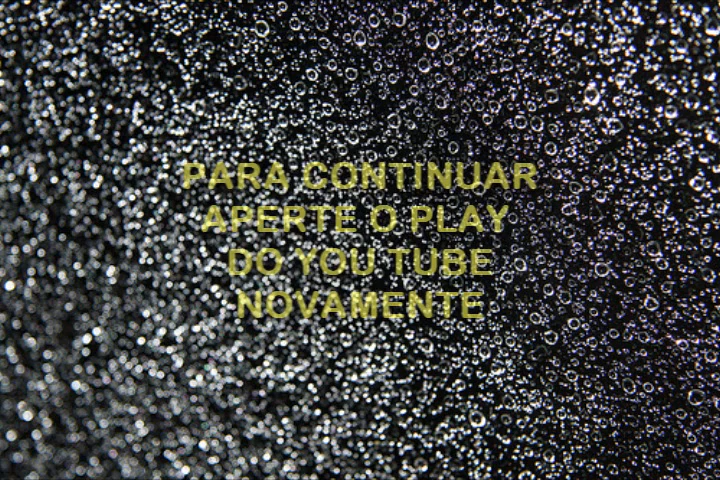 PARA CONTINUAR
APERTE O PLAY
DO YOU TUBE
NOVAMENTE